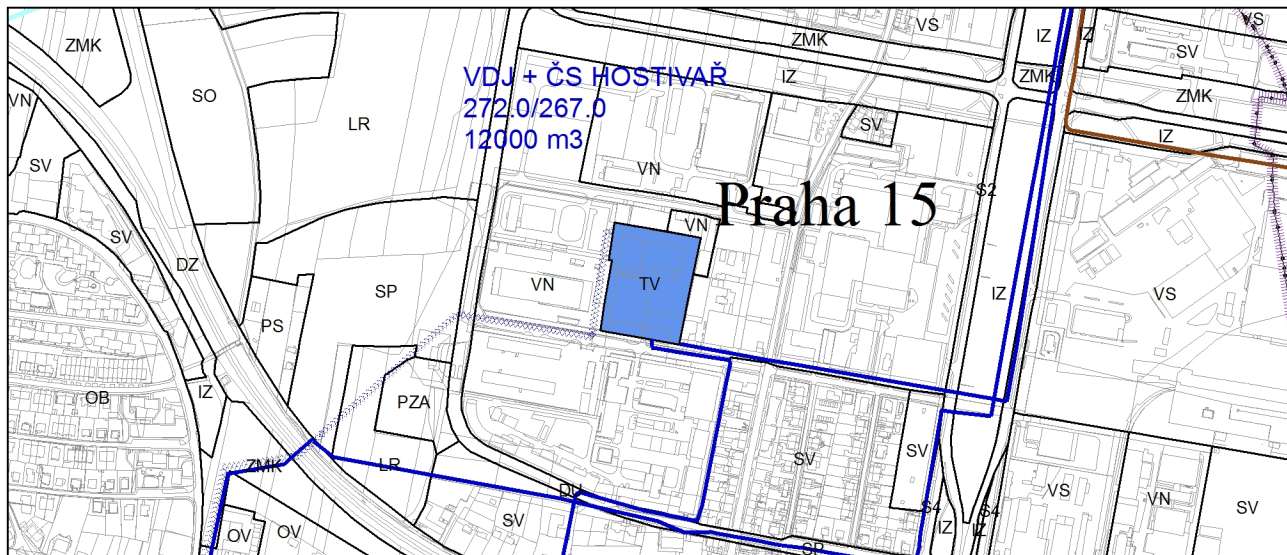 ZMK
SO
VN
SV
SV
LR
DZ
SP
PS
OB
IZ
PZA
ZMK
LR
OV
OV
VDJ + ČS HOSTIVAŘ
272.0/267.0
12000 m3
ZMK
IZ
VS
IZ
IZ
ZMK
SV
VS
ZMK
IZ
SV
VN
Praha 15
VN
S2
TV
VN
IZ
VS
SV
SV
DU
SV
SP
S4
IZ
IZ
S4
VS
VN
SV